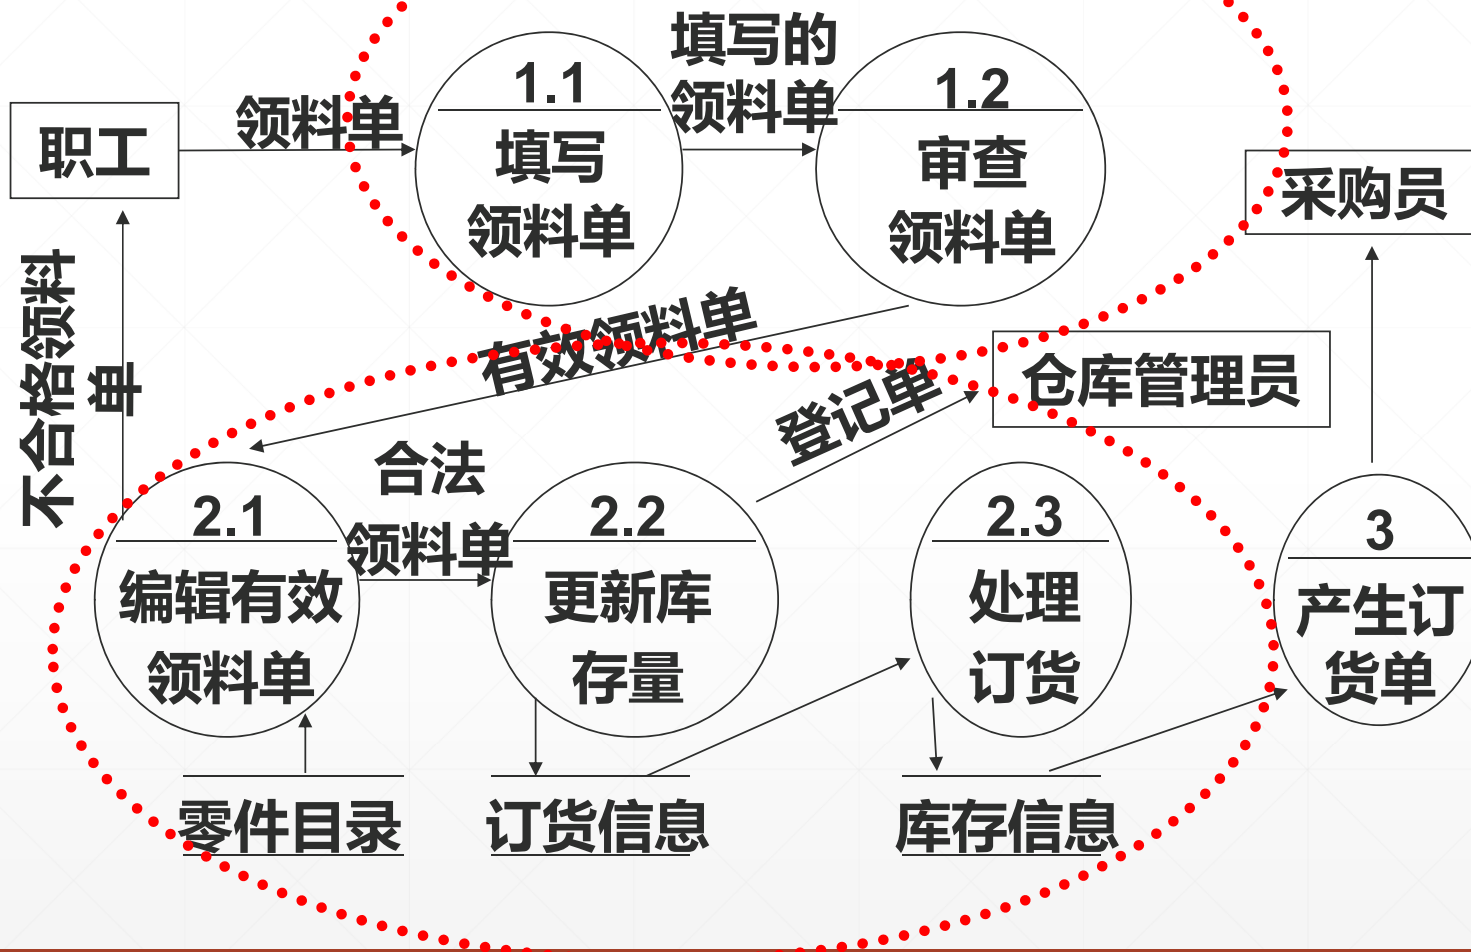 填写的
领料单
1.1
填写
领料单
1.2
审查
领料单
领料单
职工
采购员
不合格领料
单
有效领料单
登记单
仓库管理员
合法
领料单
2.1
编辑有效
领料单
2.2
更新库
存量
2.3
处理
订货
3
产生订
货单
零件目录
订货信息
库存信息